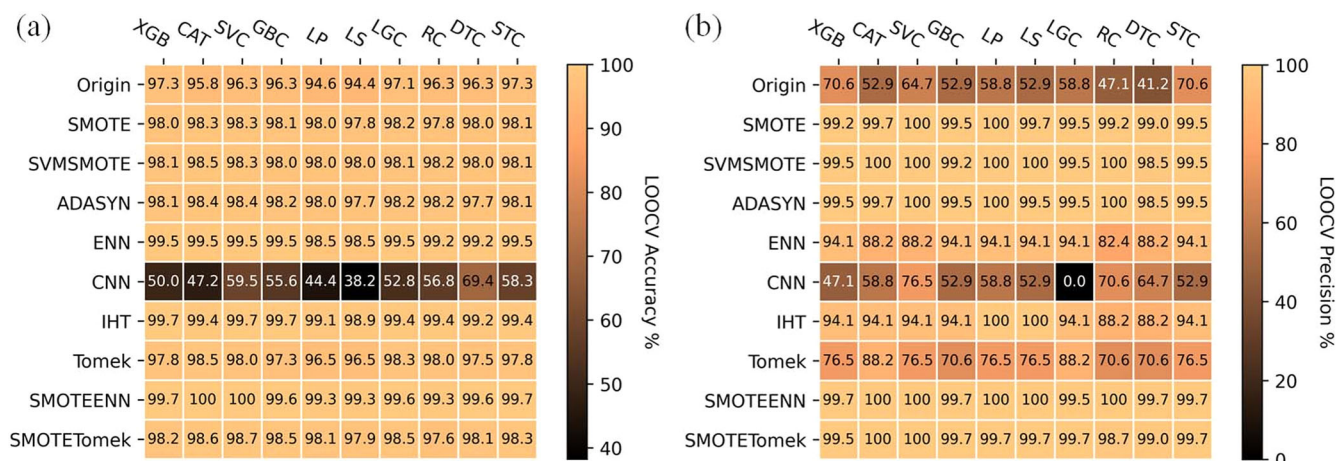 (a)
XGB CAT SVC GBC LP LS LGC RC DTC STC
Origin 97.3 95.8 96.3 96.3 94.6 94.4 97.1 96.3 96.3 97.3
SMOTE 98.0 98.3 98.3 98.1 98.0 97.8 98.2 97.8 98.0 98.1
SVMSMOTE 98.1 98.5 98.3 98.0 98.0 98.0 98.1 98.2 98.0 98.1
ADASYN 98.1 98.4 98.4 98.2 98.0 97.7 98.2 98.2 97.7 98.1
ENN 99.5 99.5 99.5 99.5 98.5 98.5 99.5 99.2 99.2 99.5
CNN 50.0 47.2 59.5 55.6 44.4 38.2 52.8 56.8 69.4 58.3
IHT 99.7 99.4 99.7 99.7 99.1 98.9 99.4 99.4 99.2 99.4
Tomek 97.8 98.5 98.0 97.3 96.5 96.5 98.3 98.0 97.5 97.8
SMOTEENN 99.7 100 100 99.6 99.3 99.3 99.6 99.3 99.6 99.7
SMOTETomek 98.2 98.6 98.7 98.5 98.1 97.9 98.5 97.6 98.1 98.3
100
90
80
70
60
50
40
LOOCV Accuracy %
(b)
XGB CAT SVC GBC LP LS LGC RC DTC STC
Origin 70.6 52.9 64.7 52.9 58.8 52.9 58.8 47.1 41.2 70.6
SMOTE 99.2 99.7 100 99.5 100 99.7 99.5 99.2 99.0 99.5
SVMSMOTE 99.5 100 100 99.2 100 100 99.5 100 98.5 99.5
ADASYN 99.5 99.7 100 99.5 100 99.5 99.5 100 98.5 99.5
ENN 94.1 88.2 88.2 94.1 94.1 94.1 94.1 82.4 88.2 94.1
CNN 47.1 58.8 76.5 52.9 58.8 52.9 0.0 70.6 64.7 52.9
IHT 94.1 94.1 94.1 94.1 100 100 94.1 88.2 88.2 94.1
Tomek 76.5 88.2 76.5 70.6 76.5 76.5 88.2 70.6 70.6 76.5
SMOTEENN 99.7 100 100 99.7 100 100 99.5 100 99.7 99.7
SMOTETomek 99.5 100 100 99.7 99.7 99.7 99.7 98.7 99.0 99.7
100
80
60
40
20
0
LOOCV Precision %